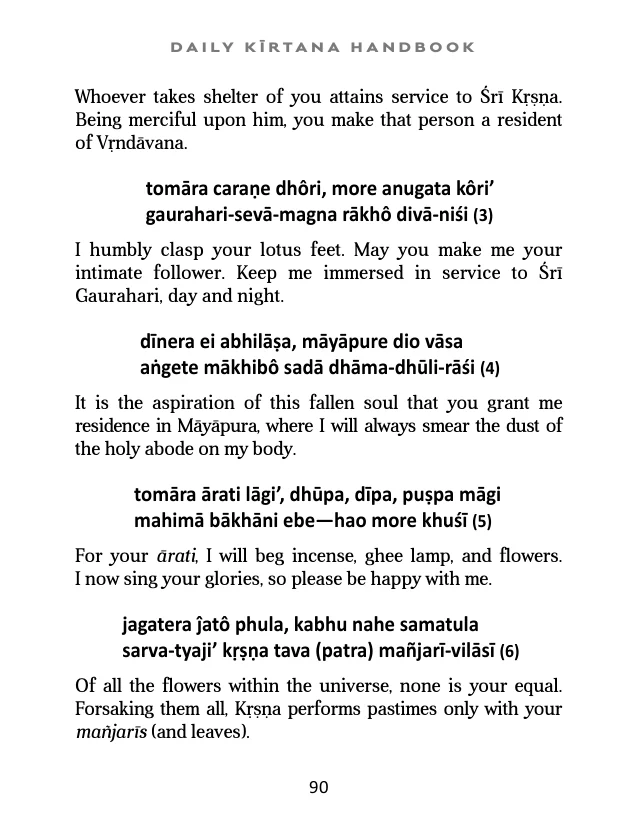 DAILY KĪRTANA HANDBOOK
Whoever takes shelter of you attains service to Śrī Kṛṣṇa.
Being merciful upon him, you make that person a resident
of Vṛndāvana.
tomāra caraṇe dhôri, more anugata kôri’
gaurahari-sevā-magna rākhô divā-niśi (3)
I humbly clasp your lotus feet. May you make me your
intimate follower. Keep me immersed in service to Śrī
Gaurahari, day and night.
dīnera ei abhilāṣa, māyāpure dio vāsa
aṅgete mākhibô sadā dhāma-dhūli-rāśi (4)
It is the aspiration of this fallen soul that you grant me
residence in Māyāpura, where I will always smear the dust of
the holy abode on my body.
tomāra ārati lāgi’, dhūpa, dīpa, puṣpa māgi
mahimā bākhāni ebe—hao more khuśī (5)
For your ārati, I will beg incense, ghee lamp, and flowers.
I now sing your glories, so please be happy with me.
jagatera ĵatô phula, kabhu nahe samatula
sarva-tyaji’ kṛṣṇa tava (patra) mañjarī-vilāsī (6)
Of all the flowers within the universe, none is your equal.
Forsaking them all, Kṛṣṇa performs pastimes only with your
mañjarīs (and leaves).
90